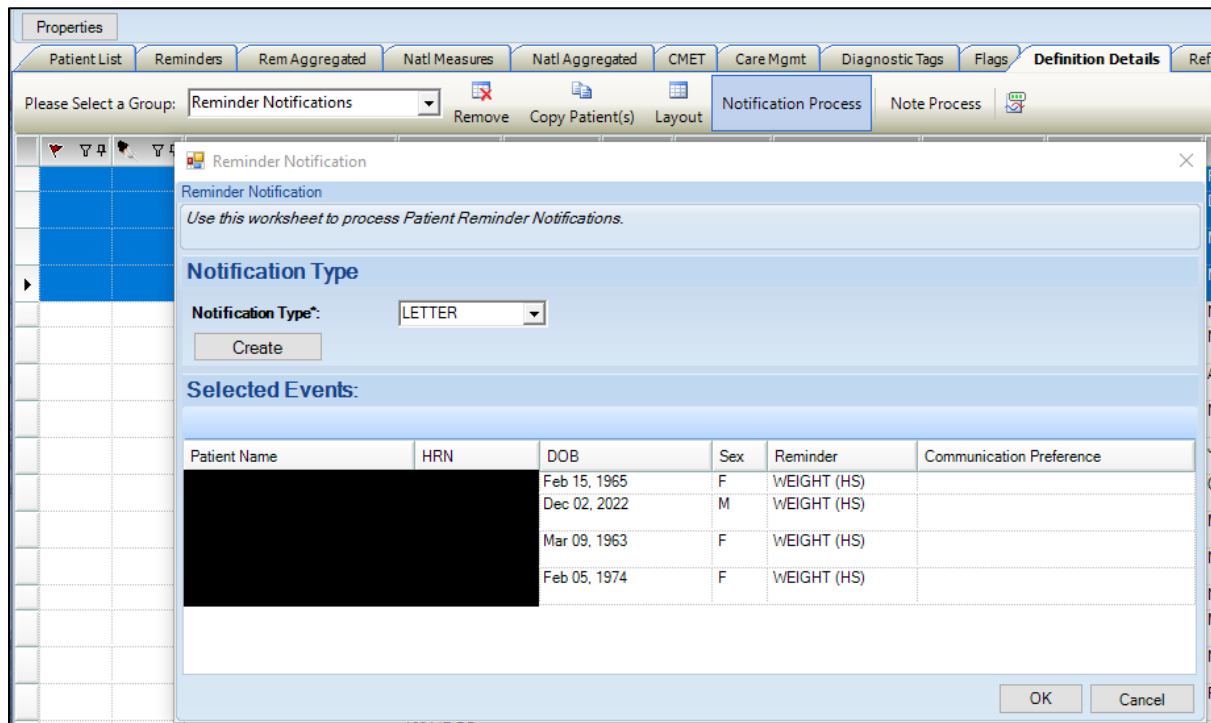 Properties
Patient List Reminders Rem Aggregated Natl Measures Natl Aggregated CMET Care Mgmt Diagnostic Tags Flags Definition Details Ref
Please Select a Group: Reminder Notifications Remove Copy Patient(s) Layout Notification Process Note Process
Reminder Notification
Reminder Notification
Use this worksheet to process Patient Reminder Notifications.
Notification Type
Notification Type*: LETTER
Create
Selected Events:
Patient Name HRN DOB Sex Reminder Communication Preference
Feb 15, 1965 F WEIGHT (HS)
Dec 02, 2022 M WEIGHT (HS)
Mar 09, 1963 F WEIGHT (HS)
Feb 05, 1974 F WEIGHT (HS)
OK Cancel